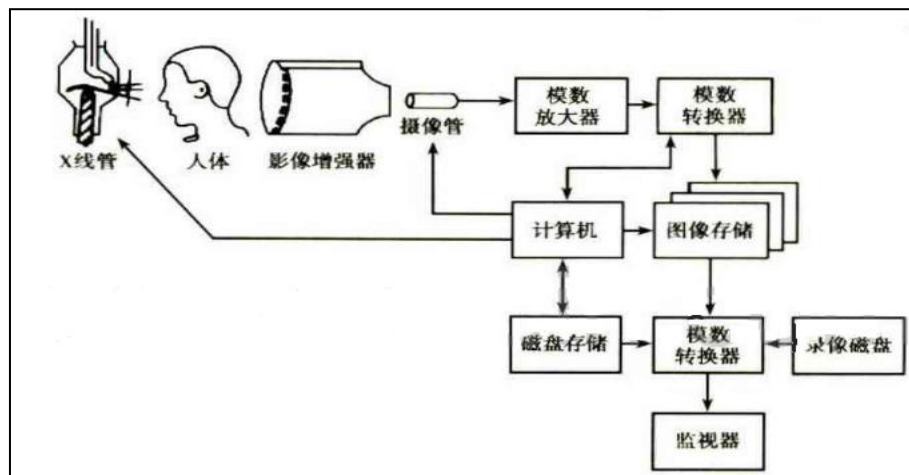 模数
放大器
模数
转换器
摄像管
X线管
人体
影像增强器
计算机
图像存储
磁盘存储
模数
转换器
录像磁盘
监视器